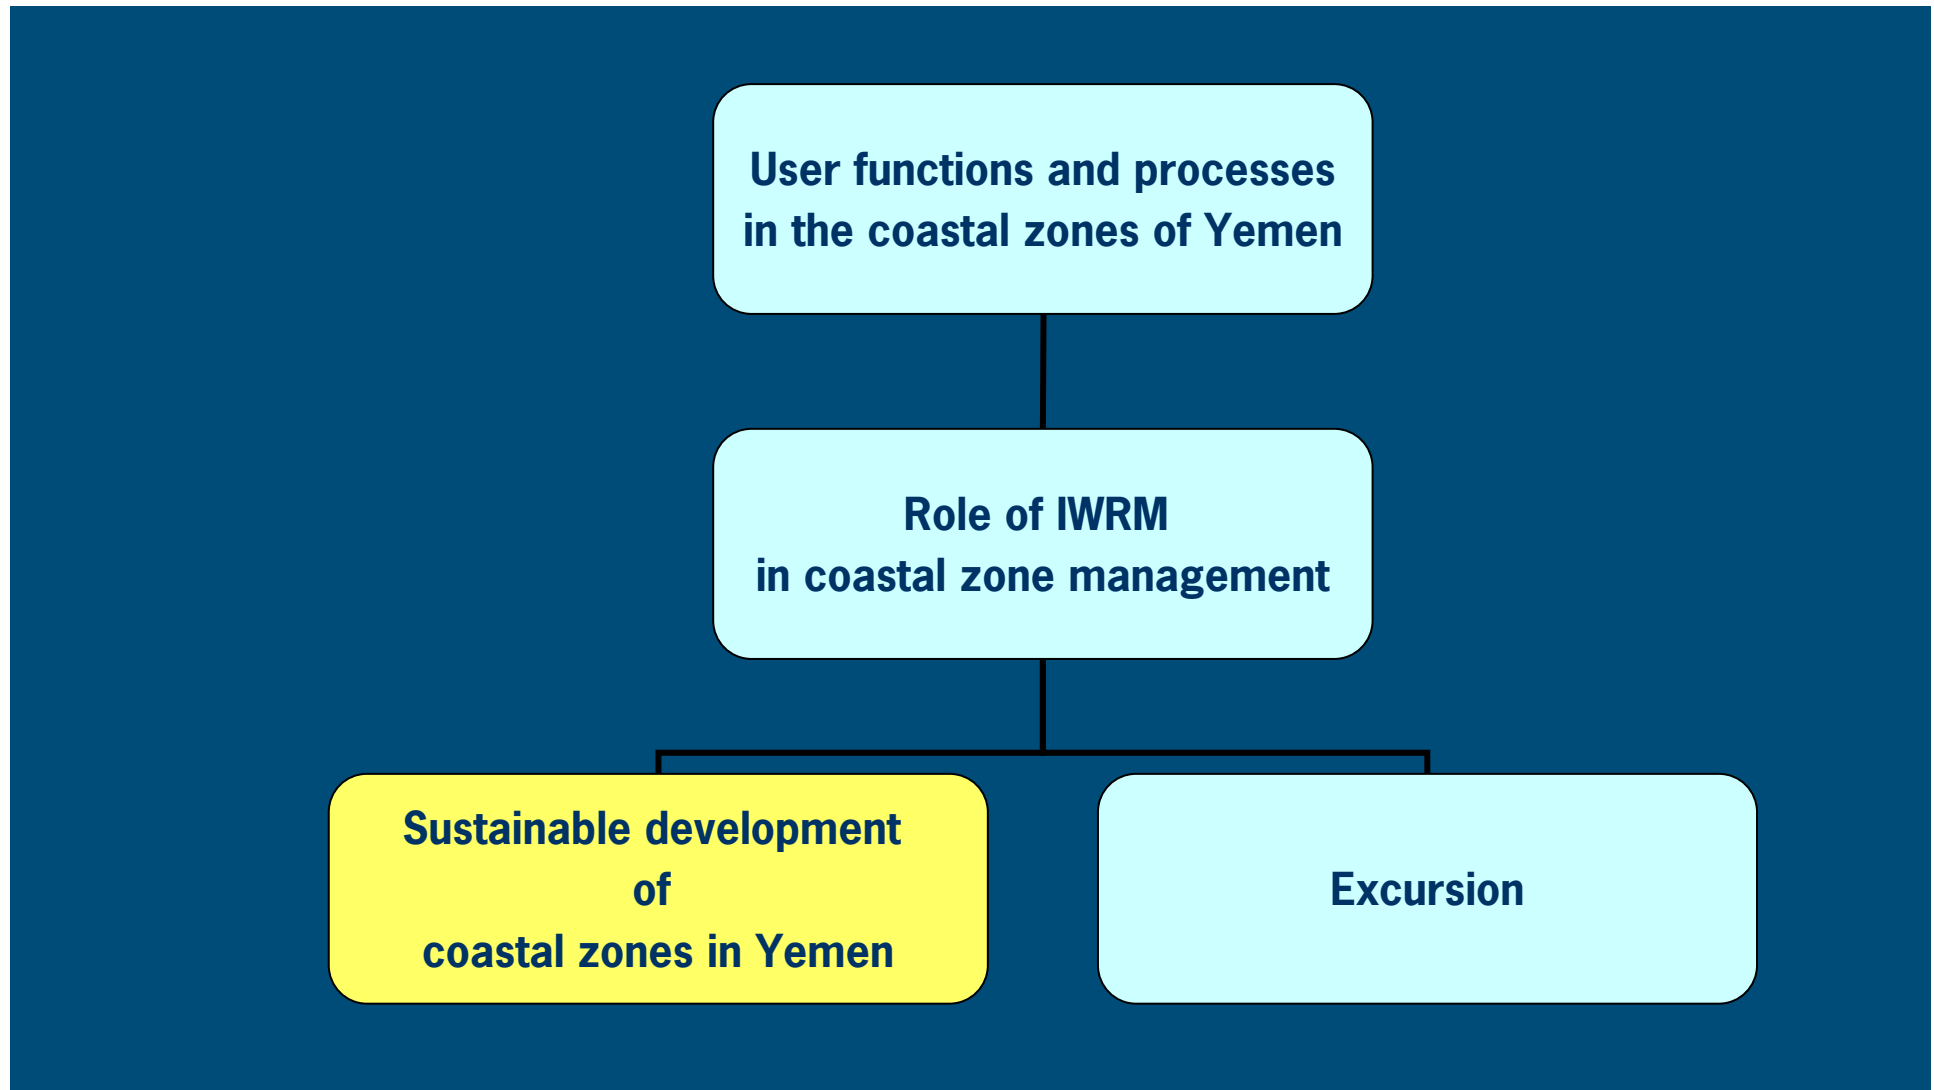 User functions and processes
in the coastal zones of Yemen
Role of IWRM
in coastal zone management
Sustainable development
of
coastal zones in Yemen
Excursion